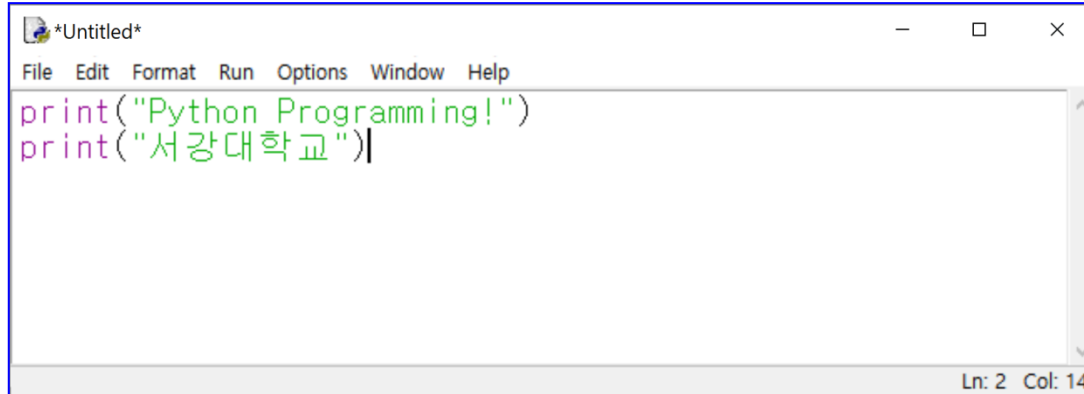 *Untitled*
File Edit Format Run Options Window Help
print("Python Programming!")
print("서강대학교")
Ln: 2 Col: 14